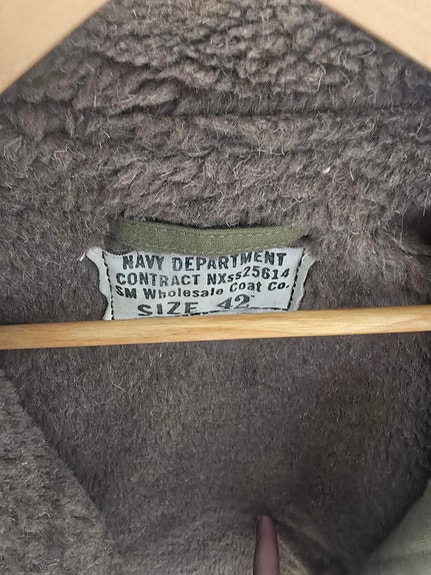 NAVY DEPARTMENT
CONTRACT NXss25614
SM Wholesale Coat Co.
SIZE 42